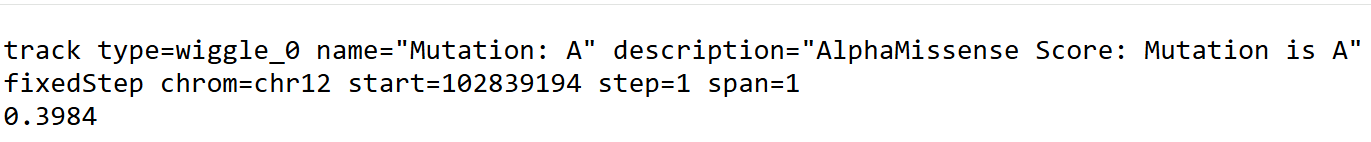 track type=wiggle_0 name="Mutation: A" description="AlphaMissense Score: Mutation is A"
fixedStep chrom=chr12 start=102839194 step=1 span=1
0.3984